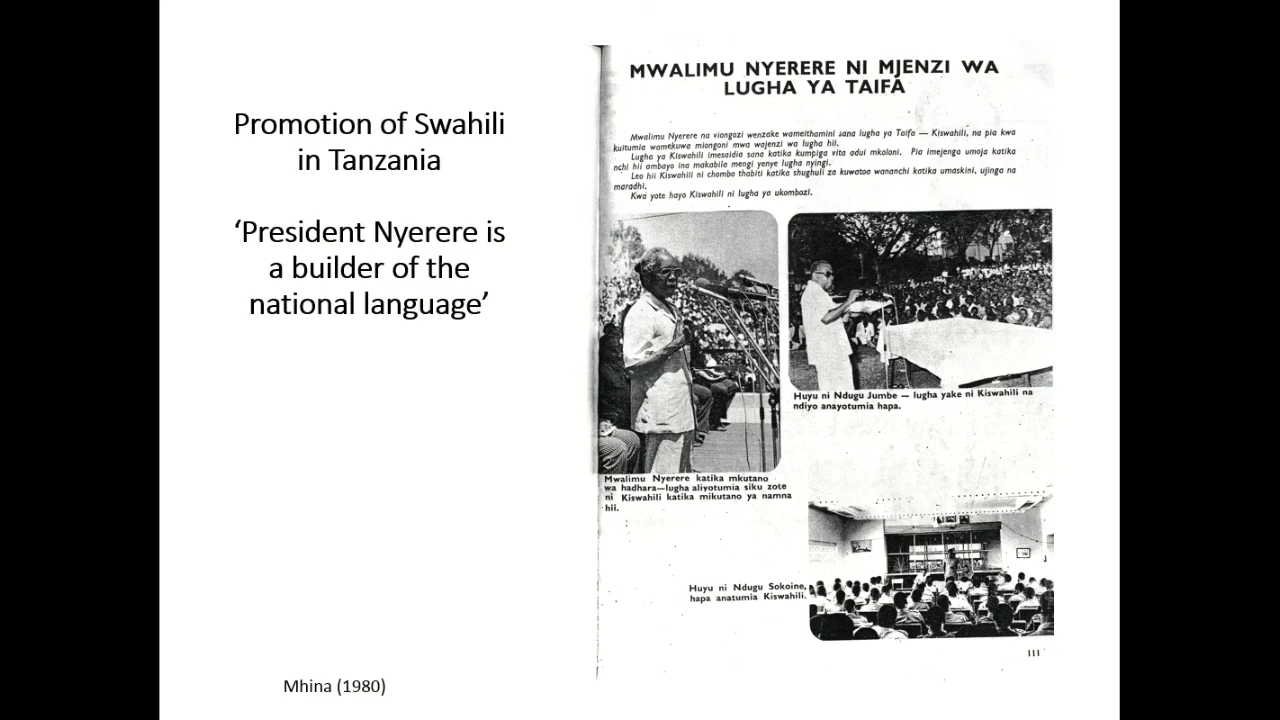 Promotion of Swahili
in Tanzania
‘President Nyerere is
a builder of the
national language’
Mhina (1980)
MWALIMU NYERERE NI MJENZI WA
LUGHA YA TAIFA
Mwalimu Nyerere na viongozi wenzake wameithamini sana lugha ya Taifa — Kiswahili, na pia kwa
kuitumia wamekuwa miongoni mwa wajenzi wa lugha hii.
Lugha ya Kiswahili imesaidia sana katika kumpiga vita adui mkoloni. Pia imejenga umoja katika
nchi hii ambayo ina makabila mengi yenye lugha nyingi.
Leo hii Kiswahili ni chombo thabiti katika shughuli za kuwatoa wananchi katika umaskini, ujinga na
maradhi.
Kwa yote hayo Kiswahili ni lugha ya ukombozi.
Huyu ni Ndugu Jumbe — lugha yake ni Kiswahili na
ndiyo anayotumia hapa.
Mwalimu Nyerere katika mkutano
wa hadhara—lugha aliyotumia siku zote
ni Kiswahili katika mikutano ya namna
hii.
Huyu ni Ndugu Sokoine,
hapa anatumia Kiswahili.
111